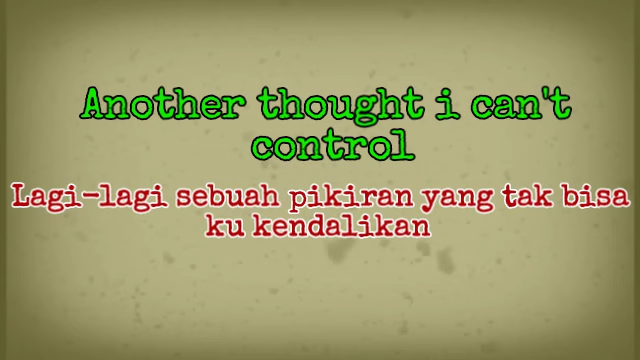 Another thought i can't
control
Lagi-lagi sebuah pikiran yang tak bisa
ku kendalikan